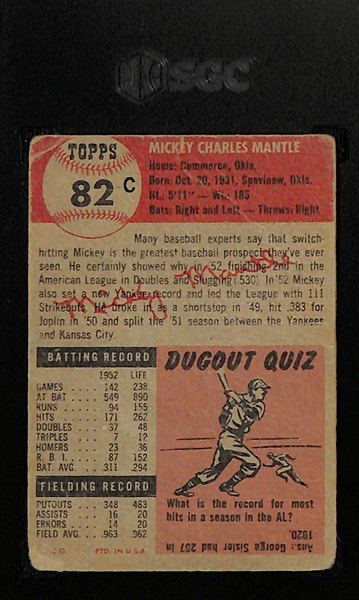 SGC
TOPPS
82 C
MICKEY CHARLES MANTLE
Home: Commerce, Okla.
Born: Oct. 20, 1931, Spavinaw, Okla.
Ht.: 5'11" — Wt.: 185
Bats: Right and Left — Throws: Right
Many baseball experts say that switch-
hitting Mickey is the greatest baseball prospect they've ever
seen. He certainly showed why in '52 finishing 2nd in the
American League in Doubles and Slugging (.530) In '52 Mickey
also set a new Yankee record and led the League with 111
Strikeouts. He broke in as a shortstop in '49, hit .383 for
Joplin in '50 and split the '51 season between the Yankees
and Kansas City.
Mickey Mantle
BATTING RECORD
1952 LIFE
GAMES 142 238
AT BAT 549 890
RUNS 94 155
HITS 171 262
DOUBLES 37 48
TRIPLES 7 12
HOMERS 23 36
R. B. I. 87 152
BAT. AVG. .311 .294
FIELDING RECORD
PUTOUTS 348 483
ASSISTS 16 20
ERRORS 14 20
FIELD AVG. .963 .962
PTD. IN U.S.A.
DUGOUT QUIZ
What is the record for most
hits in a season in the AL?
Ans.: George Sisler had 257 in
1920.